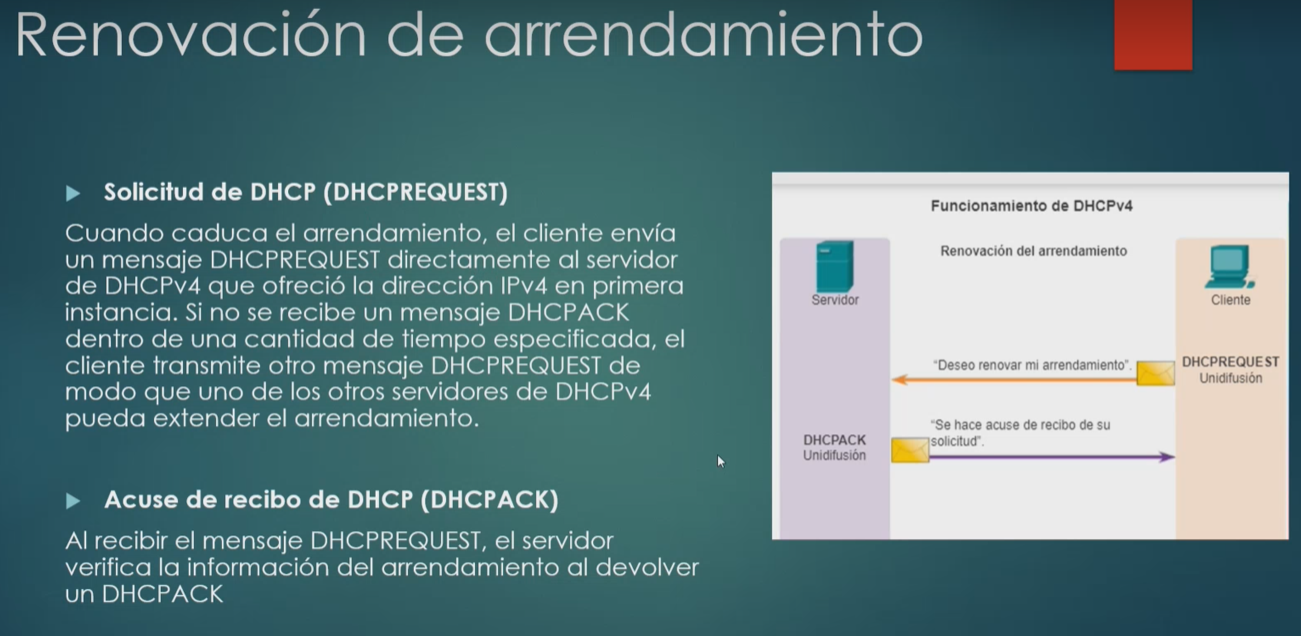 Renovación de arrendamiento
Solicitud de DHCP (DHCPREQUEST)
Cuando caduca el arrendamiento, el cliente envía
un mensaje DHCPREQUEST directamente al servidor
de DHCPv4 que ofreció la dirección IPv4 en primera
instancia. Si no se recibe un mensaje DHCPACK
dentro de una cantidad de tiempo especificada, el
cliente transmite otro mensaje DHCPREQUEST de
modo que uno de los otros servidores de DHCPv4
pueda extender el arrendamiento.
Acuse de recibo de DHCP (DHCPACK)
Al recibir el mensaje DHCPREQUEST, el servidor
verifica la información del arrendamiento al devolver
un DHCPACK
Funcionamiento de DHCPv4
Renovación del arrendamiento
Servidor
Cliente
“Deseo renovar mi arrendamiento”.
DHCPREQUEST
Unidifusión
“Se hace acuse de recibo de su
solicitud”.
DHCPACK
Unidifusión